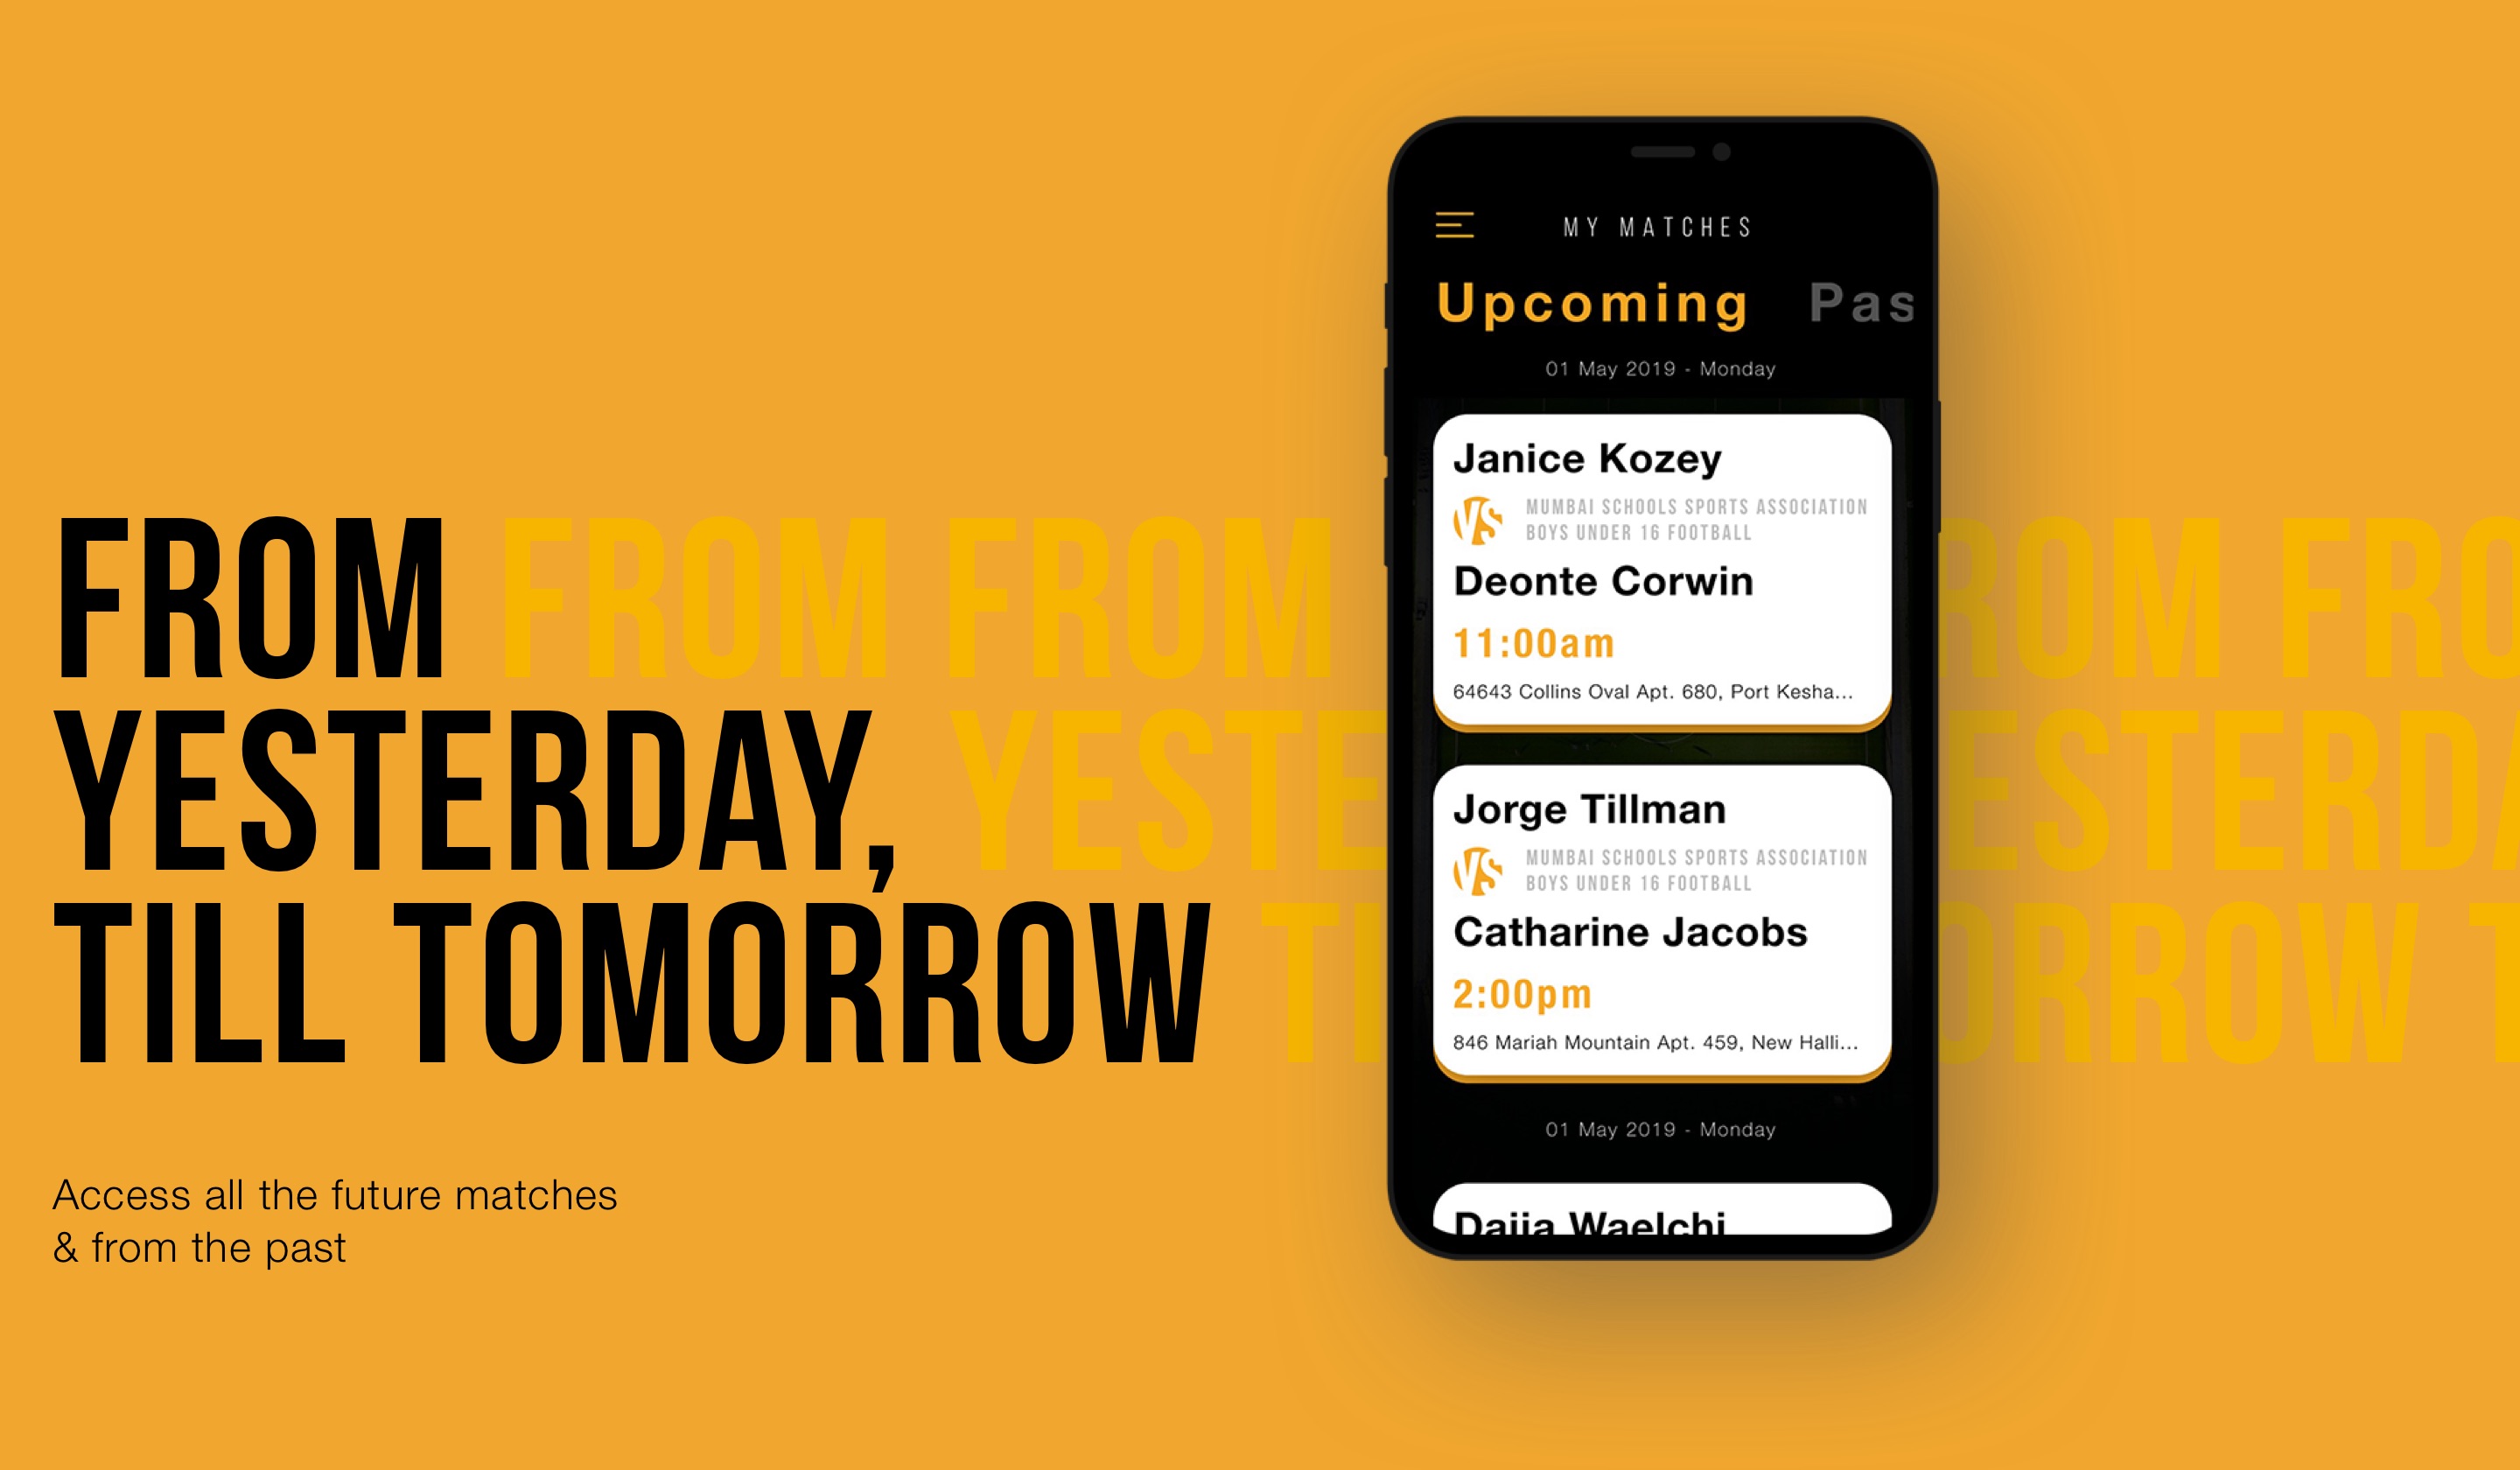 FROM FROM FROM ROM FRO
YESTERDAY, YESTE ESTERDA
TILL TOMORROW TI ORROW T
Access all the future matches
& from the past
MY MATCHES
Upcoming Pas
01 May 2019 - Monday
Janice Kozey
VS
MUMBAI SCHOOLS SPORTS ASSOCIATION
BOYS UNDER 16 FOOTBALL
Deonte Corwin
11:00am
64643 Collins Oval Apt. 680, Port Kesha...
Jorge Tillman
VS
MUMBAI SCHOOLS SPORTS ASSOCIATION
BOYS UNDER 16 FOOTBALL
Catharine Jacobs
2:00pm
846 Mariah Mountain Apt. 459, New Halli...
01 May 2019 - Monday
Daija Waelchi